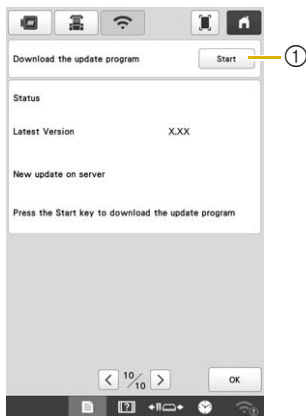 Download the update program
Start
①
Status
Latest Version X.XX
New update on server
Press the Start key to download the update program
10/10
OK